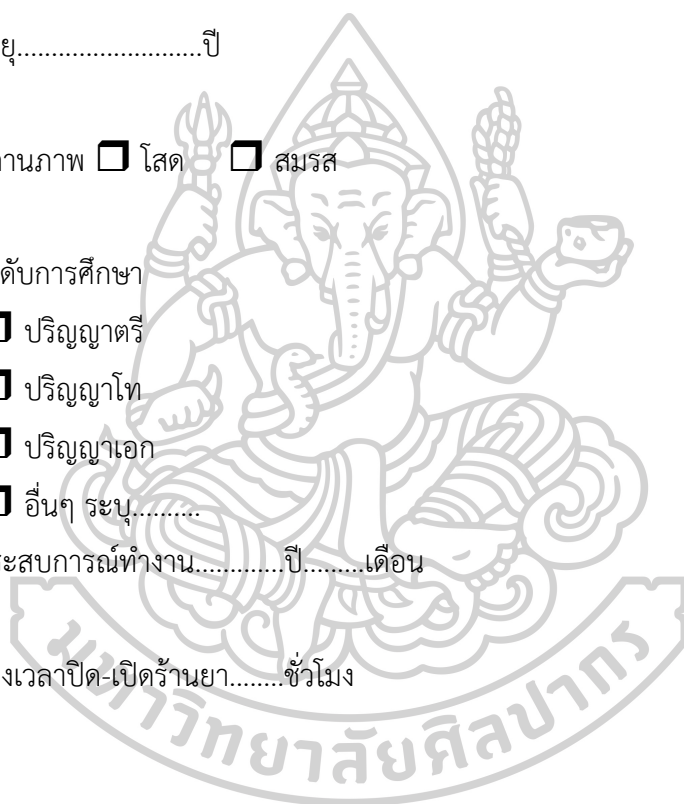 ยุ...........................ปี
านภาพ ❒ โสด ❒ สมรส
ดับการศึกษา
❒ ปริญญาตรี
❒ ปริญญาโท
❒ ปริญญาเอก
❒ อื่นๆ ระบุ..........
ระสบการณ์ทำงาน.............ปี.........เดือน
งเวลาปิด-เปิดร้านยา........ชั่วโมง
มหาวิทยาลัยศิลปากร